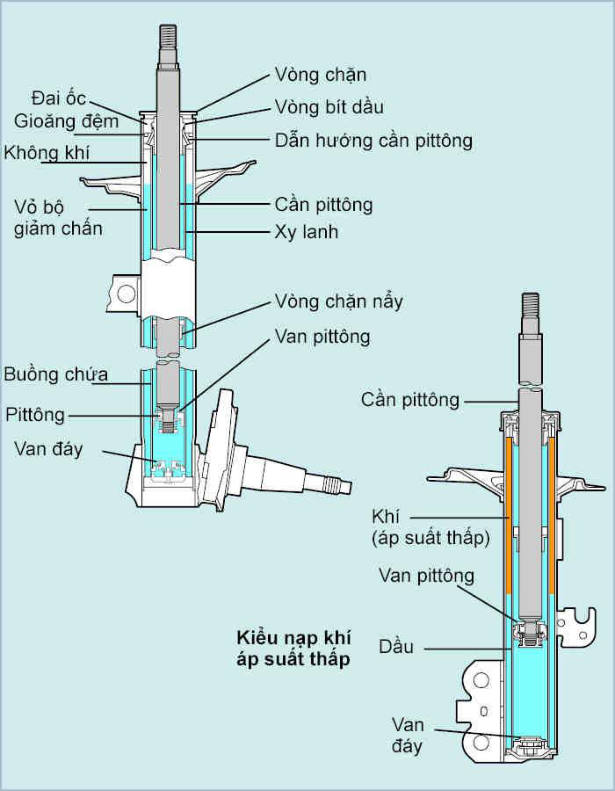 Vòng chặn
Đai ốc
Vòng bít dầu
Gioăng đệm
Dẫn hướng cần pittông
Không khí
Vỏ bộ
giảm chấn
Cần pittông
Xy lanh
Vòng chặn nẩy
Van pittông
Buồng chứa
Pittông
Van đáy
Cần pittông
Khí
(áp suất thấp)
Van pittông
Kiểu nạp khí
áp suất thấp
Dầu
Van
đáy